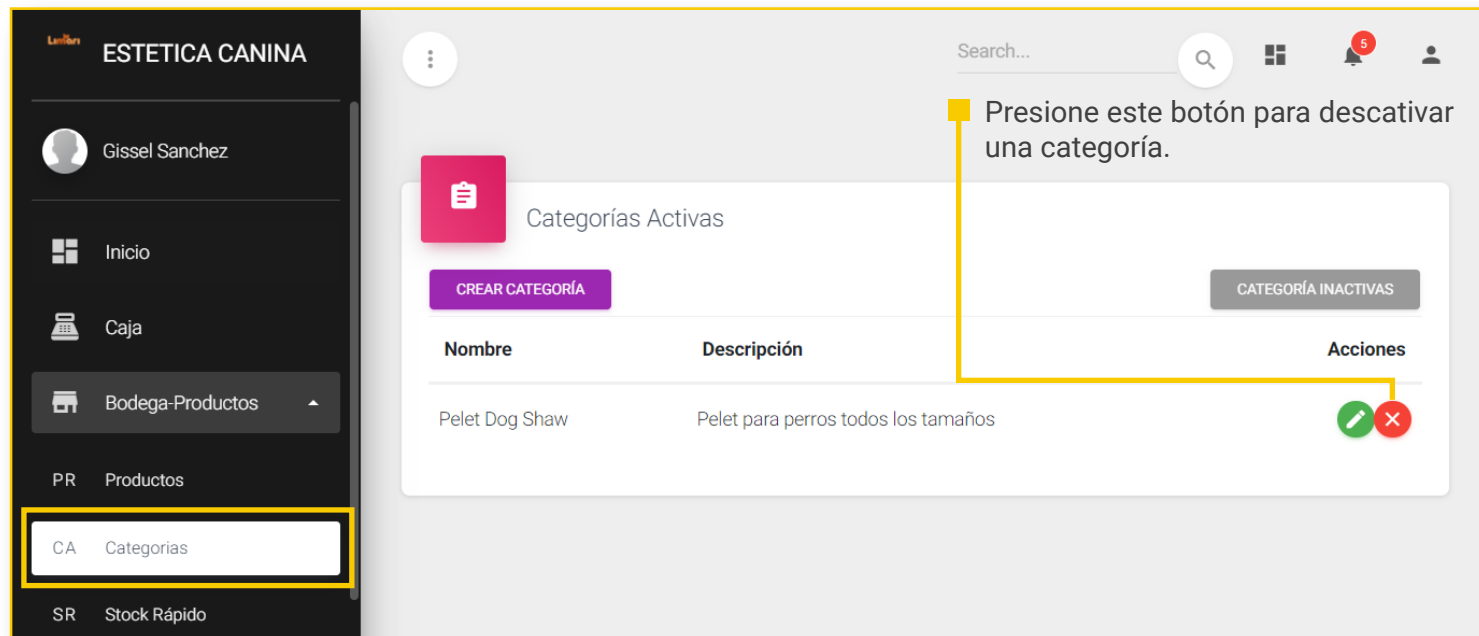 Limön
ESTETICA CANINA
Gissel Sanchez
Inicio
Caja
Bodega-Productos
PR Productos
CA Categorias
SR Stock Rápido
Search...
5
Presione este botón para descativar
una categoría.
Categorías Activas
CREAR CATEGORÍA
CATEGORÍA INACTIVAS
Nombre Descripción Acciones
Pelet Dog Shaw Pelet para perros todos los tamaños